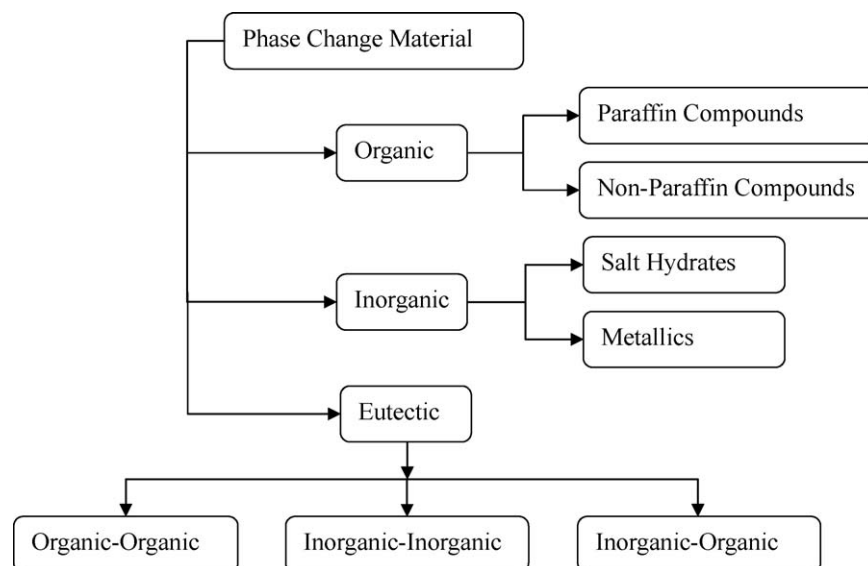 Phase Change Material
Organic
Paraffin Compounds
Non-Paraffin Compounds
Inorganic
Salt Hydrates
Metallics
Eutectic
Organic-Organic
Inorganic-Inorganic
Inorganic-Organic